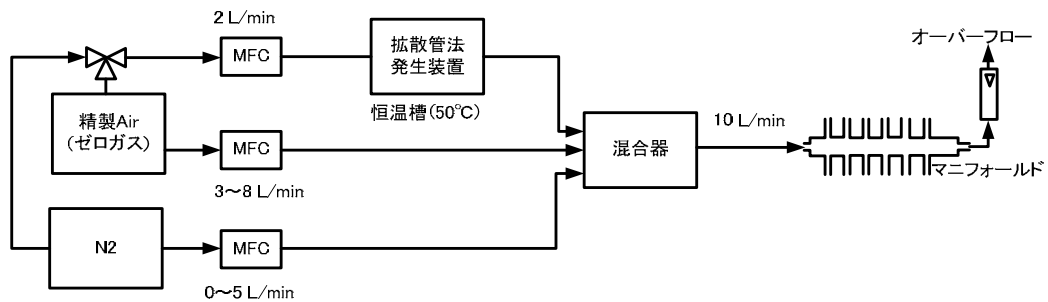 2 L/min
MFC
拡散管法
発生装置
恒温槽(50℃)
精製Air
(ゼロガス)
MFC
3～8 L/min
N2
MFC
0～5 L/min
混合器
10 L/min
オーバーフロー
マニフォールド